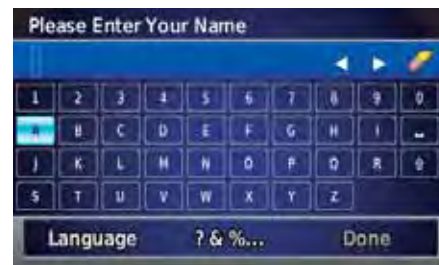 Please Enter Your Name
1 2 3 4 5 6 7 8 9 0
A B C D E F G H I
J K L M N O P Q R
S T U V W X Y Z
Language ? & %... Done